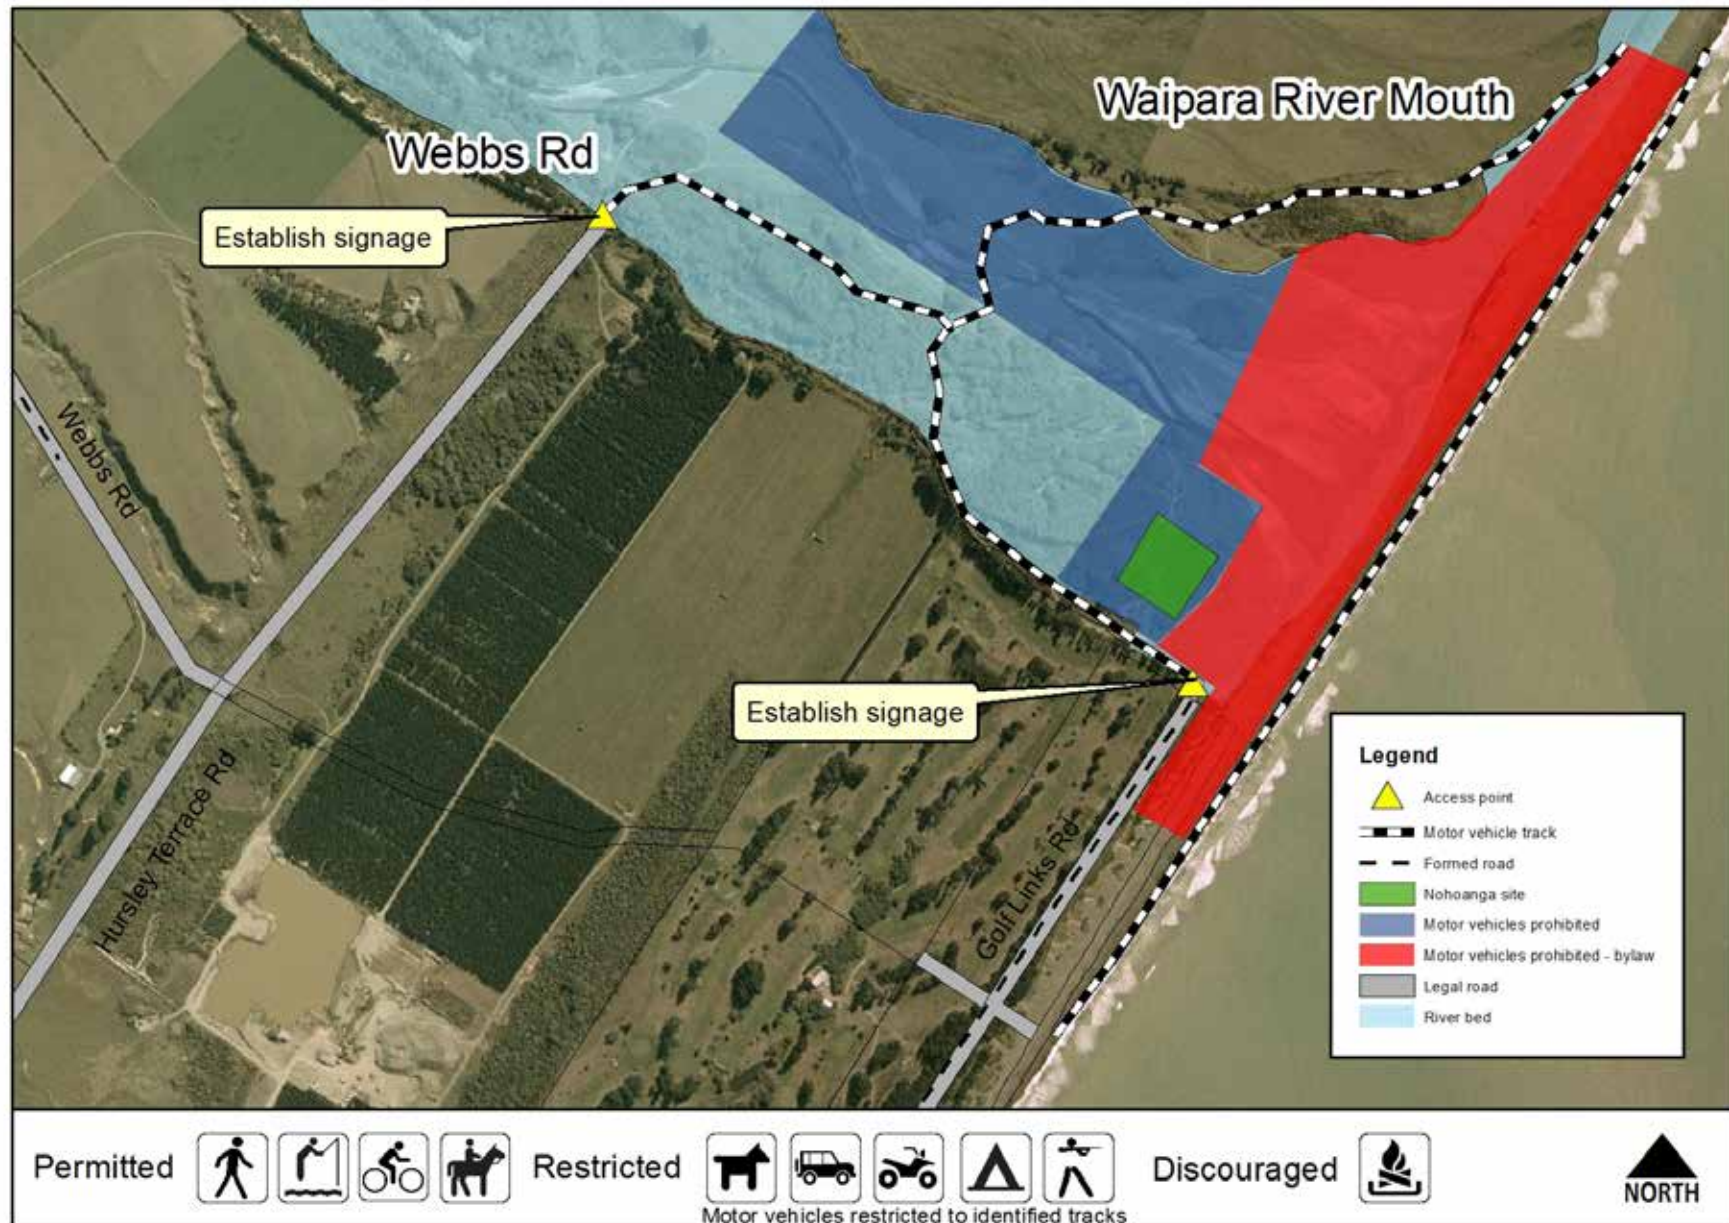 Waipara River Mouth
Webbs Rd
Establish signage
Webbs Rd
Establish signage
Hursley Terrace Rd
Golf Links Rd
Legend
Access point
Motor vehicle track
Formed road
Nohoanga site
Motor vehicles prohibited
Motor vehicles prohibited - bylaw
Legal road
River bed
Permitted
Restricted
Discouraged
NORTH
Motor vehicles restricted to identified tracks